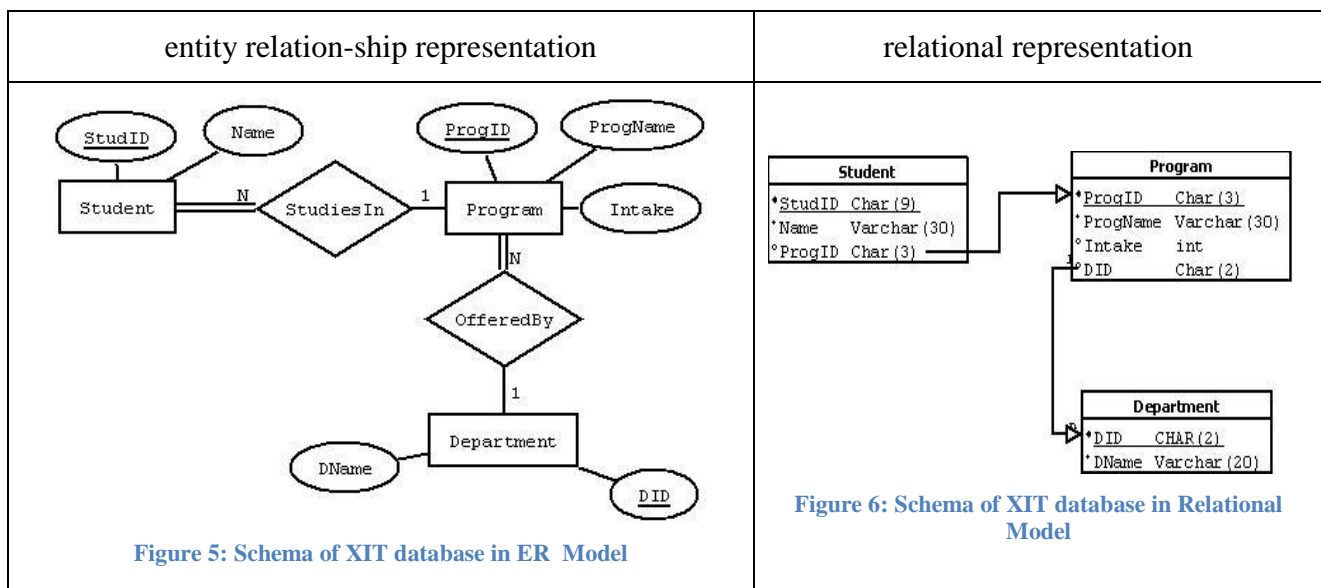 entity relation-ship representation
relational representation
StudID
Name
ProgID
ProgName
Student
N
StudiesIn
1
Program
Intake
N
OfferedBy
1
Department
DName
DID
Figure 5: Schema of XIT database in ER Model
Student
*StudID Char(9)
*Name Varchar(30)
°ProgID Char(3)
Program
*ProgID Char(3)
*ProgName Varchar(30)
°Intake int
°DID Char(2)
Department
*DID CHAR(2)
*DName Varchar(20)
Figure 6: Schema of XIT database in Relational
Model